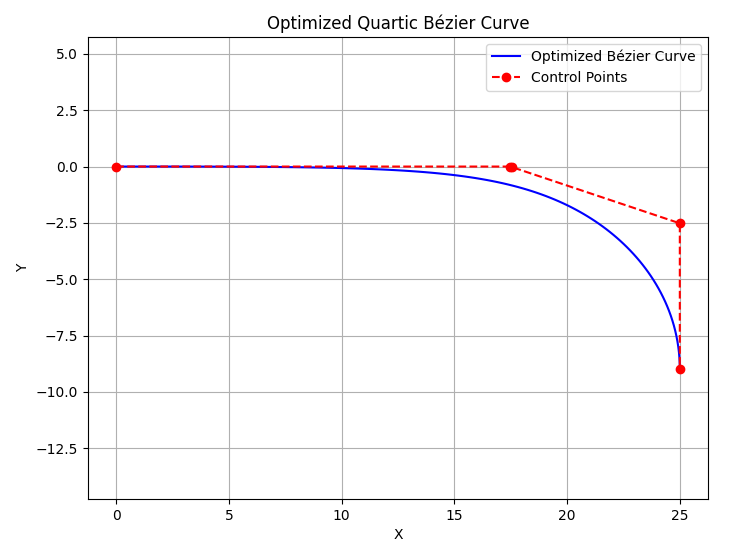 Optimized Quartic Bézier Curve
Optimized Bézier Curve
Control Points
5.0
2.5
0.0
−2.5
−5.0
−7.5
−10.0
−12.5
Y
0 5 10 15 20 25
X